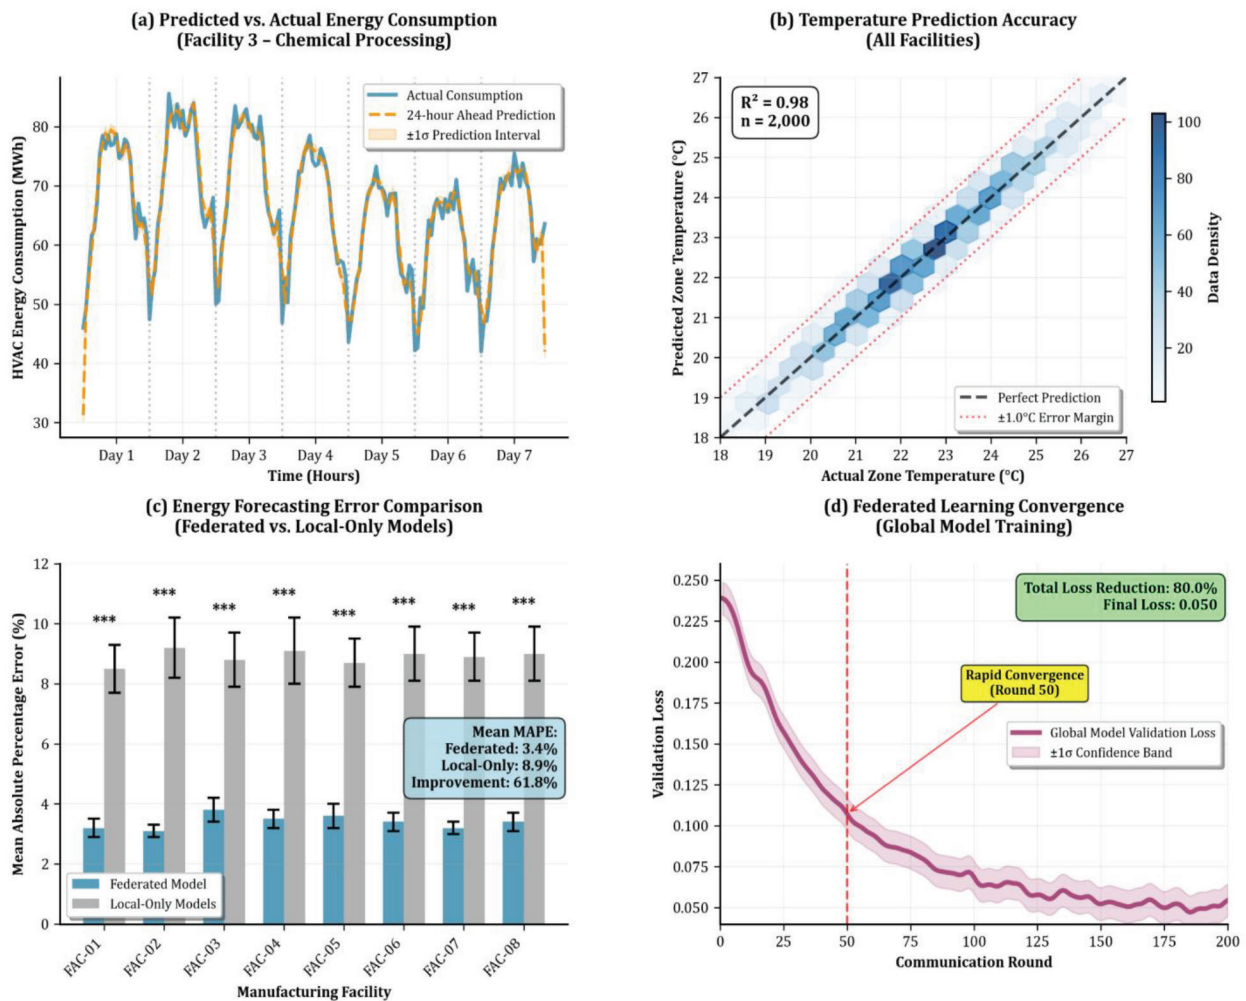 (a) Predicted vs. Actual Energy Consumption
(Facility 3 – Chemical Processing)
Actual Consumption
24-hour Ahead Prediction
±1σ Prediction Interval
HVAC Energy Consumption (MWh)
80
70
60
50
40
30
Day 1
Day 2
Day 3
Day 4
Day 5
Day 6
Day 7
Time (Hours)
(b) Temperature Prediction Accuracy
(All Facilities)
R² = 0.98
n = 2,000
Predicted Zone Temperature (°C)
27
26
25
24
23
22
21
20
19
18
Perfect Prediction
±1.0°C Error Margin
18
19
20
21
22
23
24
25
26
27
Actual Zone Temperature (°C)
100
80
60
40
20
Data Density
(c) Energy Forecasting Error Comparison
(Federated vs. Local-Only Models)
Mean Absolute Percentage Error (%)
12
10
8
6
4
2
0
***
***
***
***
***
***
***
***
Mean MAPE:
Federated: 3.4%
Local-Only: 8.9%
Improvement: 61.8%
Federated Model
Local-Only Models
FAC-01
FAC-02
FAC-03
FAC-04
FAC-05
FAC-06
FAC-07
FAC-08
Manufacturing Facility
(d) Federated Learning Convergence
(Global Model Training)
Validation Loss
0.250
0.225
0.200
0.175
0.150
0.125
0.100
0.075
0.050
Total Loss Reduction: 80.0%
Final Loss: 0.050
Rapid Convergence
(Round 50)
Global Model Validation Loss
±1σ Confidence Band
0
25
50
75
100
125
150
175
200
Communication Round